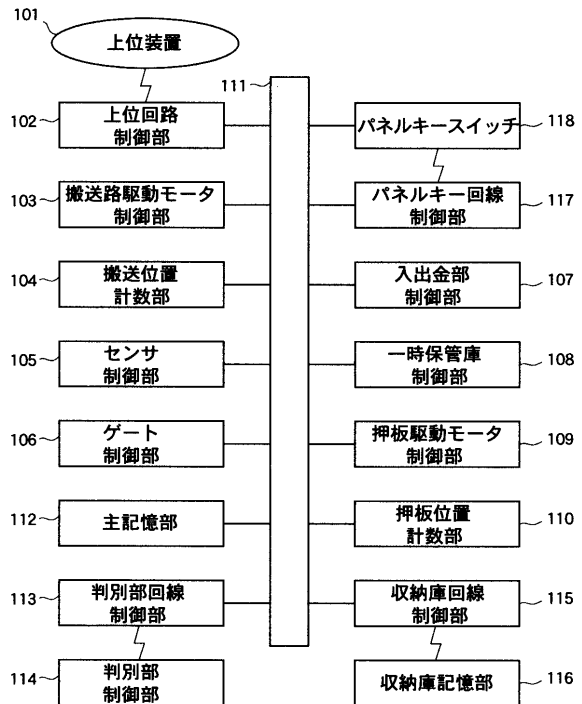 101
上位装置
111
102
上位回路
制御部
パネルキースイッチ
118
103
搬送路駆動モータ
制御部
パネルキー回線
制御部
117
104
搬送位置
計数部
入出金部
制御部
107
105
センサ
制御部
一時保管庫
制御部
108
106
ゲート
制御部
押板駆動モータ
制御部
109
112
主記憶部
押板位置
計数部
110
113
判別部回線
制御部
収納庫回線
制御部
115
114
判別部
制御部
収納庫記憶部
116